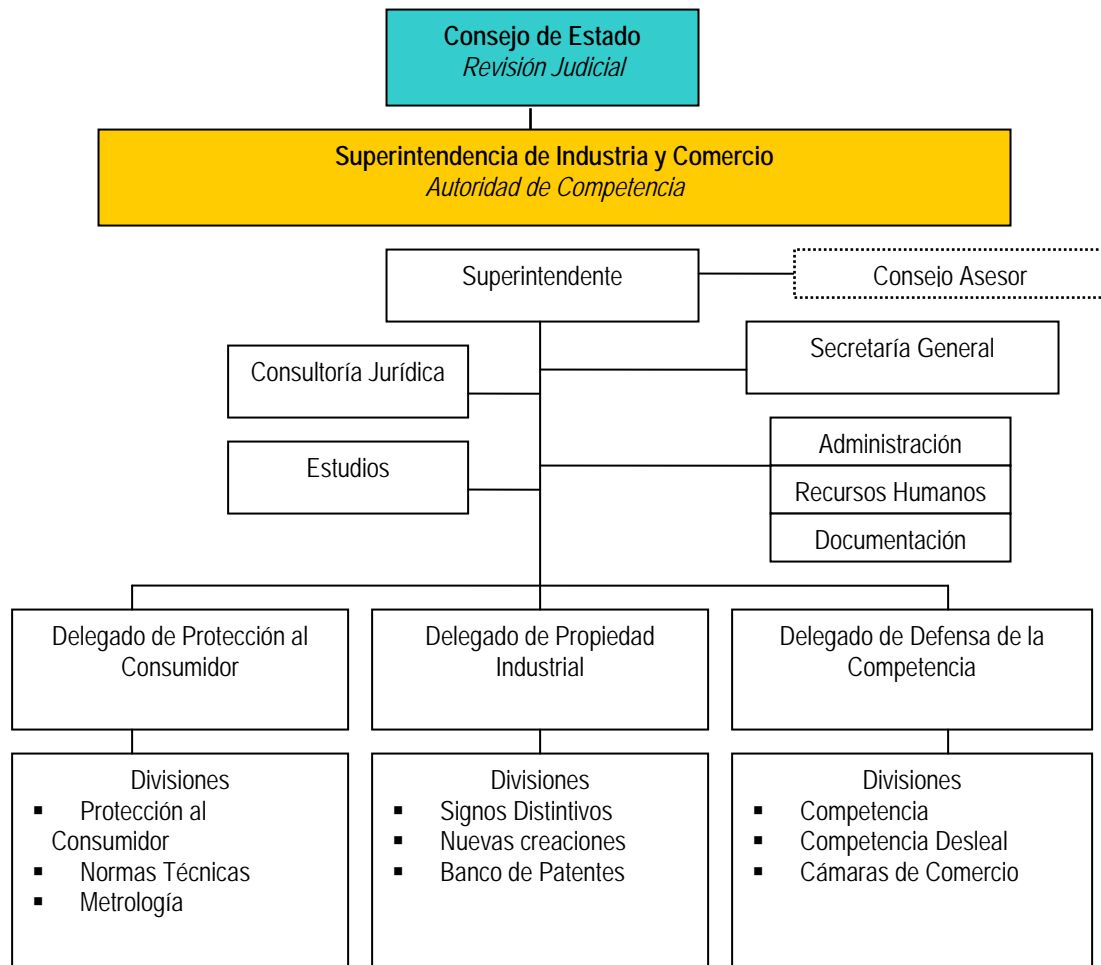 Consejo de Estado
Revisión Judicial
Superintendencia de Industria y Comercio
Autoridad de Competencia
Superintendente
Consejo Asesor
Secretaría General
Consultoría Jurídica
Administración
Estudios
Recursos Humanos
Documentación
Delegado de Protección al
Consumidor
Delegado de Propiedad
Industrial
Delegado de Defensa de la
Competencia
Divisiones
▪ Protección al
Consumidor
▪ Normas Técnicas
▪ Metrología
Divisiones
▪ Signos Distintivos
▪ Nuevas creaciones
▪ Banco de Patentes
Divisiones
▪ Competencia
▪ Competencia Desleal
▪ Cámaras de Comercio